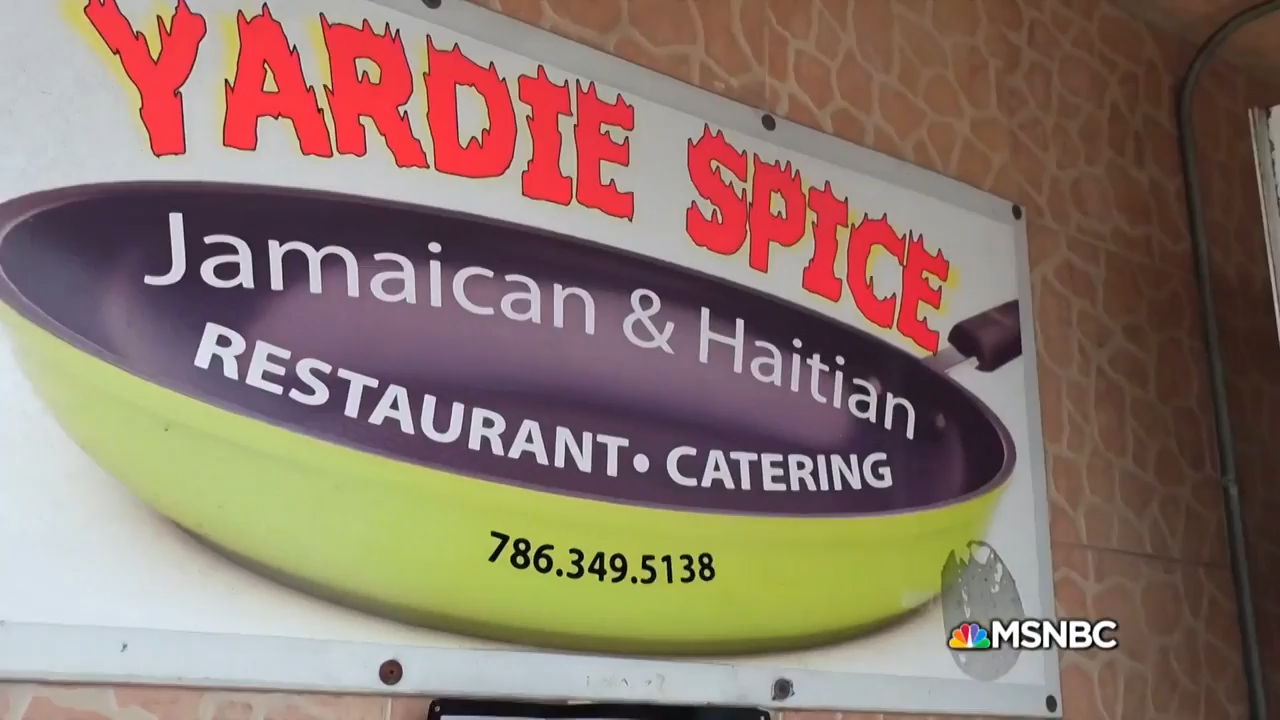 YARDIE SPICE
Jamaican & Haitian
RESTAURANT • CATERING
786.349.5138
MSNBC